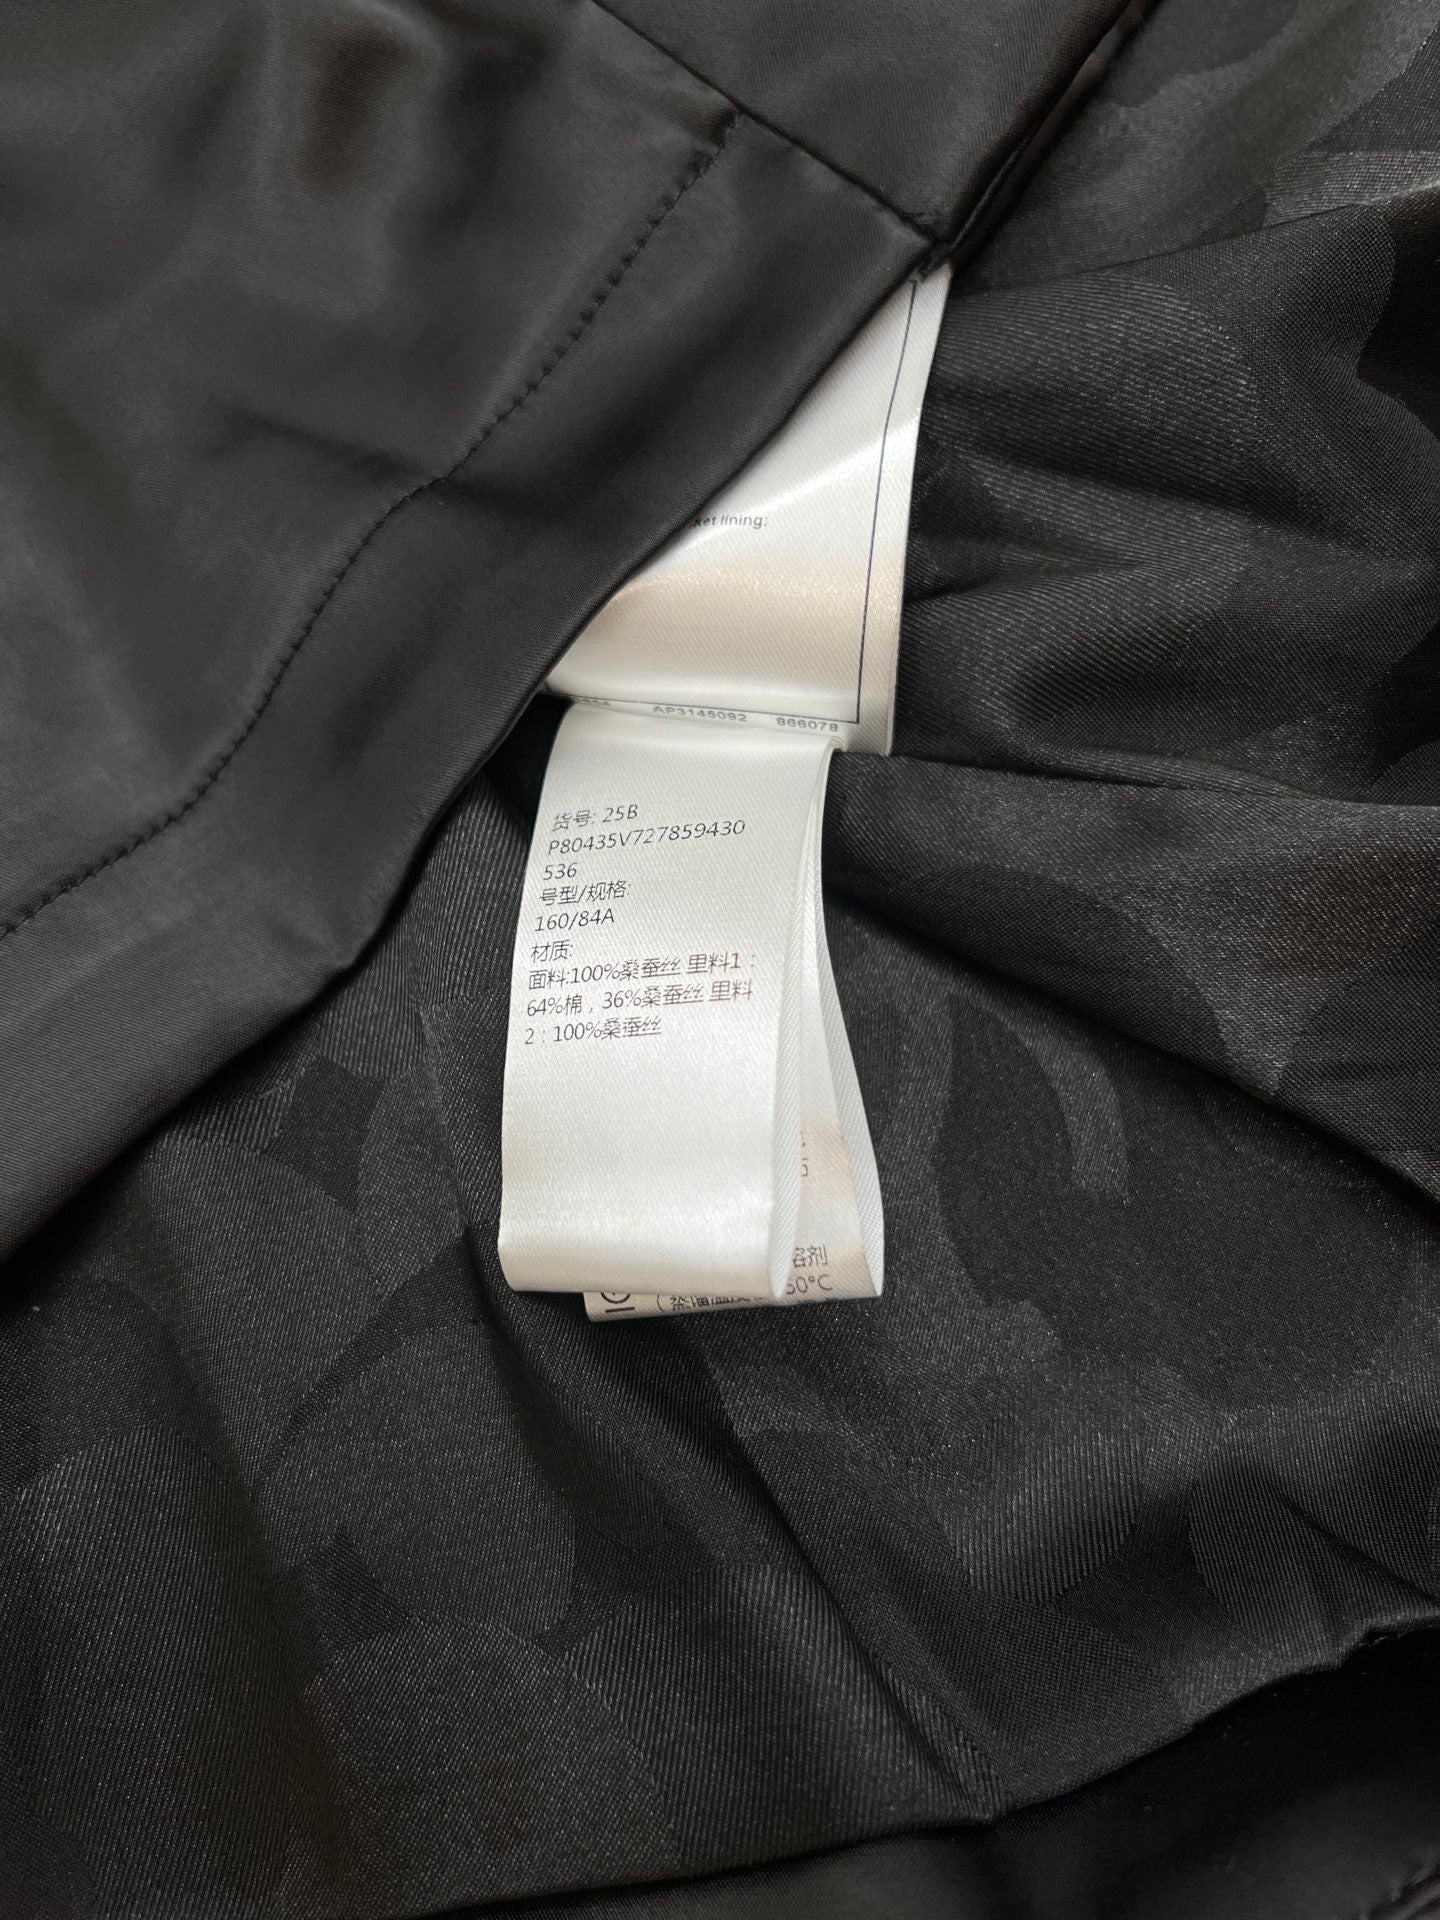 ket lining:
AP3145092 866078
货号: 25B
P80435V727859430
536
号型/规格:
160/84A
材质:
面料:100%桑蚕丝 里料1:
64%棉，36%桑蚕丝 里料
2：100%桑蚕丝
溶剂